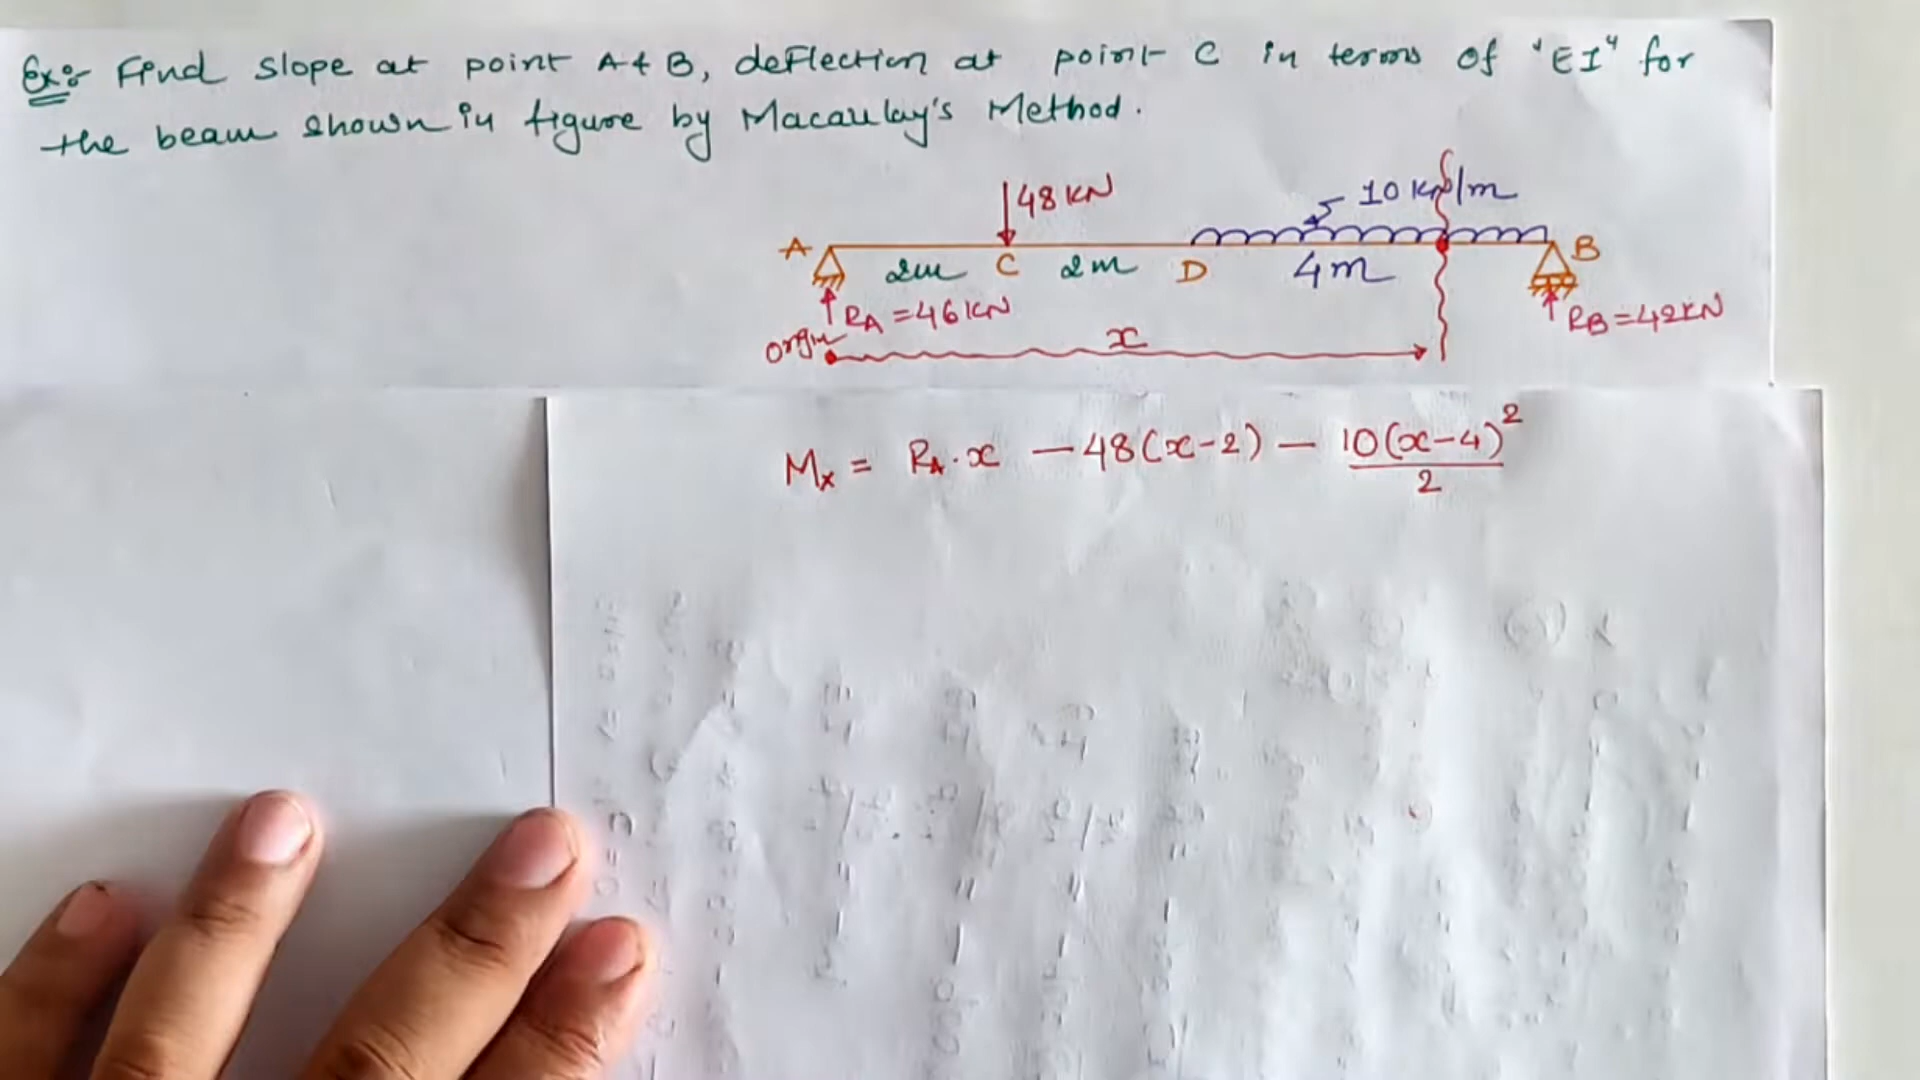 Ex:- Find slope at point A & B, deflection at point C in terms of "EI" for
the beam shown in figure by Macaulay's Method.
48 KN
10 KN/m
A
2m
C
2m
D
4m
B
RA = 46 KN
RB = 42 KN
Orgin
x
Mx = RA . x - 48(x-2) - 10(x-4)²
2